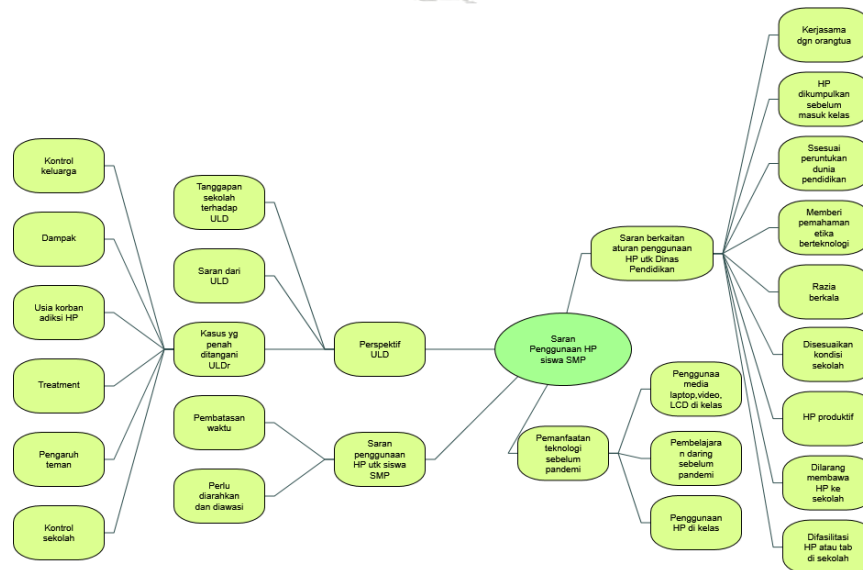 Kerjasama
dgn orangtua
HP
dikumpulkan
sebelum
masuk kelas
Ssesuai
peruntukan
dunia
pendidikan
Memberi
pemahaman
etika
berteknologi
Razia
berkala
Disesuaikan
kondisi
sekolah
HP produktif
Dilarang
membawa
HP ke
sekolah
Difasilitasi
HP atau tab
di sekolah
Saran berkaitan
aturan penggunaan
HP utk Dinas
Pendidikan
Saran
Penggunaan HP
siswa SMP
Penggunaa
media
laptop,video,
LCD di kelas
Pembelajara
n daring
sebelum
pandemi
Penggunaan
HP di kelas
Pemanfaatan
teknologi
sebelum
pandemi
Perspektif
ULD
Saran
penggunaan
HP utk siswa
SMP
Tanggapan
sekolah
terhadap
ULD
Saran dari
ULD
Kasus yg
penah
ditangani
ULDr
Pembatasan
waktu
Perlu
diarahkan
dan diawasi
Kontrol
keluarga
Dampak
Usia korban
adiksi HP
Treatment
Pengaruh
teman
Kontrol
sekolah